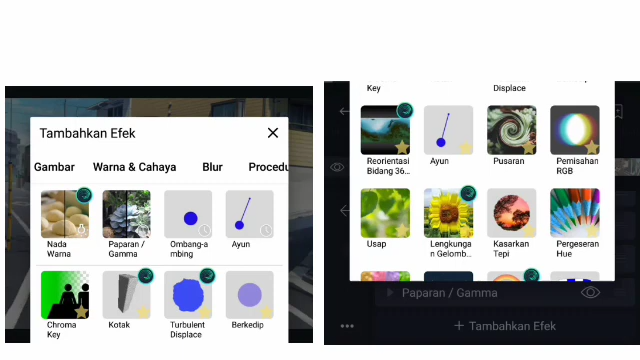 Tambahkan Efek
Gambar
Warna & Cahaya
Blur
Nada
Warna
Paparan /
Gamma
Ombang-a
mbing
Ayun
Chroma
Key
Kotak
Turbulent
Displace
Berkedip
Key
Displace
Reorientasi
Bidang 36...
Ayun
Pusaran
Pemisahan
RGB
Usap
Lengkunga
n Gelomb...
Kasarkan
Tepi
Pergeseran
Hue
Paparan / Gamma
+ Tambahkan Efek